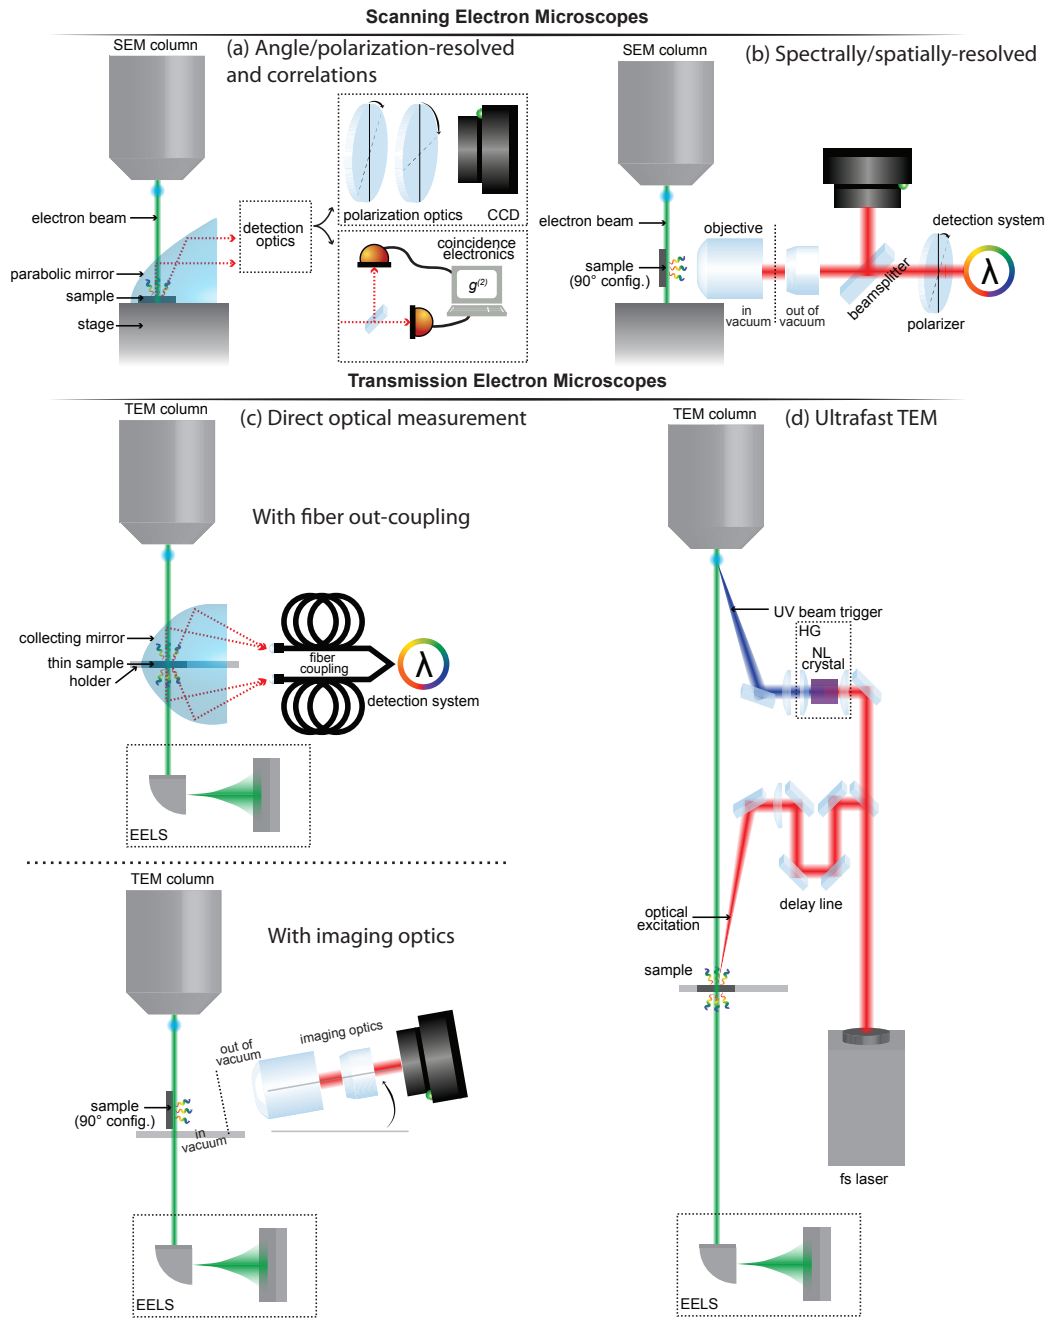 Scanning Electron Microscopes
SEM column
(a) Angle/polarization-resolved
and correlations
electron beam
parabolic mirror
sample
stage
detection
optics
polarization optics
CCD
coincidence
electronics
g(2)
SEM column
(b) Spectrally/spatially-resolved
electron beam
objective
detection system
sample
(90° config.)
in
vacuum
out of
vacuum
beamsplitter
polarizer
λ
Transmission Electron Microscopes
TEM column
(c) Direct optical measurement
With fiber out-coupling
collecting mirror
thin sample
holder
fiber
coupling
λ
detection system
EELS
TEM column
With imaging optics
out of
vacuum
imaging optics
sample
(90° config.)
in
vacuum
EELS
TEM column
(d) Ultrafast TEM
UV beam trigger
HG
NL
crystal
delay line
optical
excitation
sample
fs laser
EELS